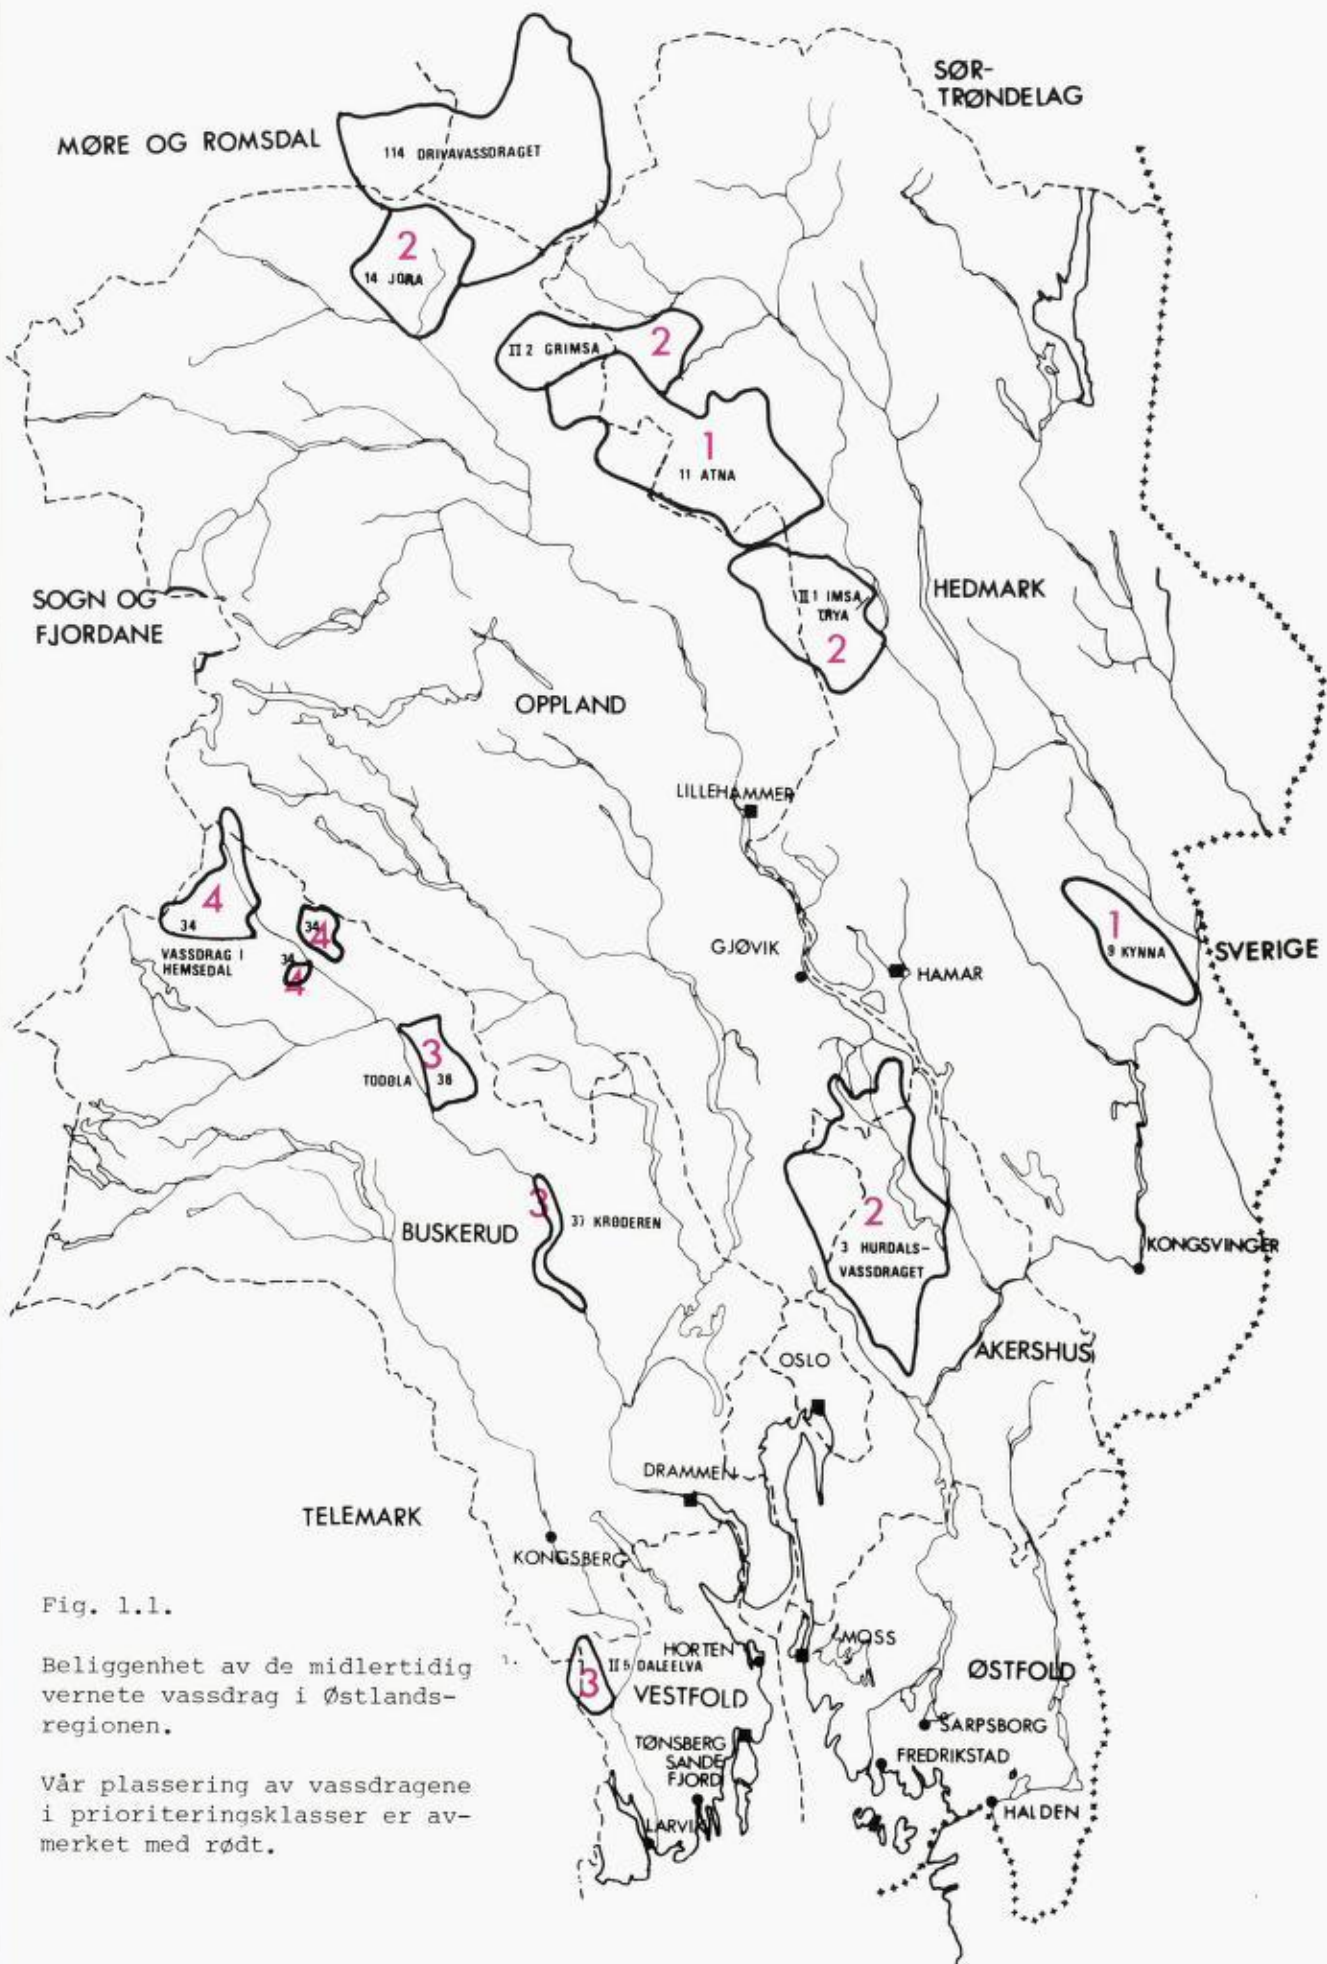 SØR-
TRØNDELAG
MØRE OG ROMSDAL
114 DRIVAVASSDRAGET
2
14 JORA
II 2 GRIMSA
2
1
11 ATNA
SOGN OG
FJORDANE
HEDMARK
II 1 IMSA
TRYA
2
OPPLAND
LILLEHAMMER
4
34
VASSDRAG I
HEMSEDAL
34
4
34
4
1
9 KYNNA
SVERIGE
GJØVIK
HAMAR
3
TODØLA 36
3
37 KRØDEREN
BUSKERUD
2
3 HURDALS-
VASSDRAGET
KONGSVINGER
AKERSHUS
OSLO
DRAMMEN
TELEMARK
KONGSBERG
HORTEN
MOSS
3
II 5 DALEELVA
VESTFOLD
ØSTFOLD
TØNSBERG
SANDE
FJORD
SARPSBORG
FREDRIKSTAD
LARVIK
HALDEN
Fig. 1.1.
Beliggenhet av de midlertidig
vernete vassdrag i Østlands-
regionen.
Vår plassering av vassdragene
i prioriteringsklasser er av-
merket med rødt.